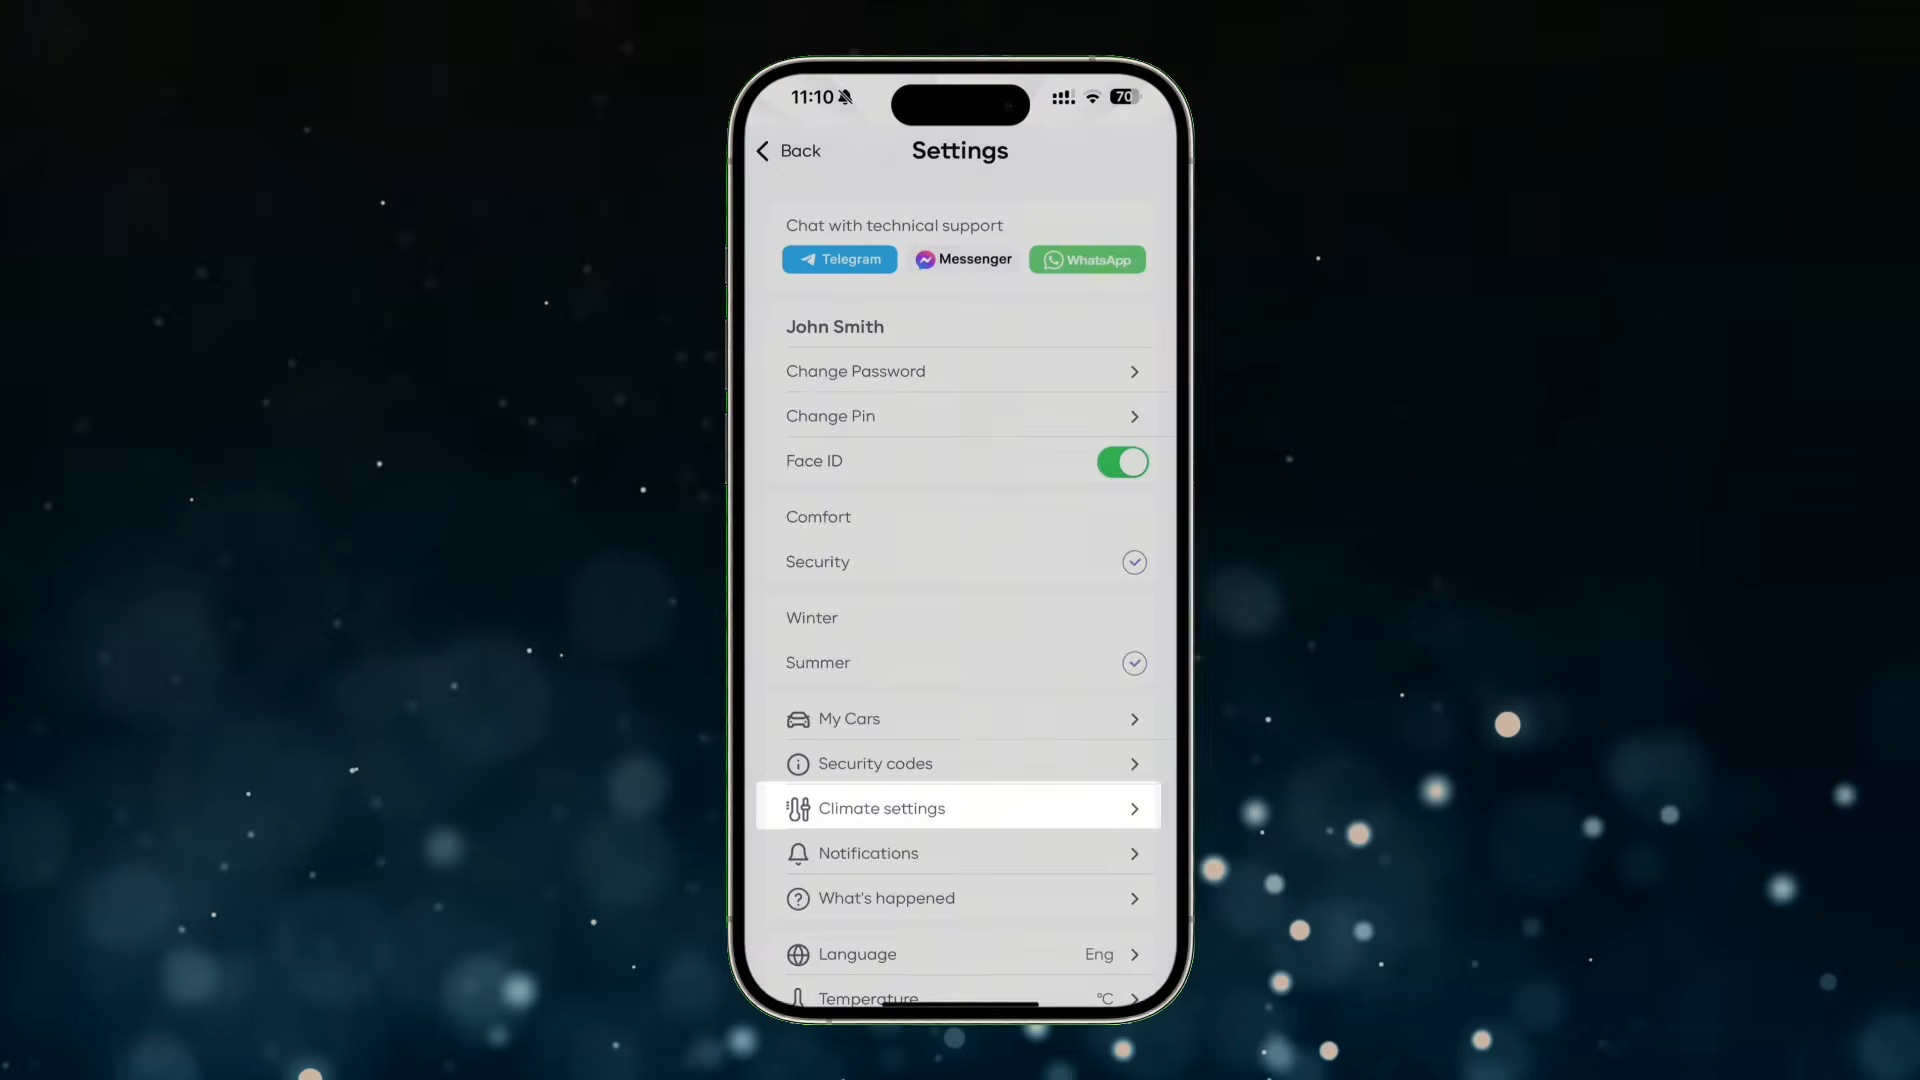 11:10
70
Back
Settings
Chat with technical support
Telegram
Messenger
WhatsApp
John Smith
Change Password
Change Pin
Face ID
Comfort
Security
Winter
Summer
My Cars
Security codes
Climate settings
Notifications
What's happened
Language Eng
Temperature °C